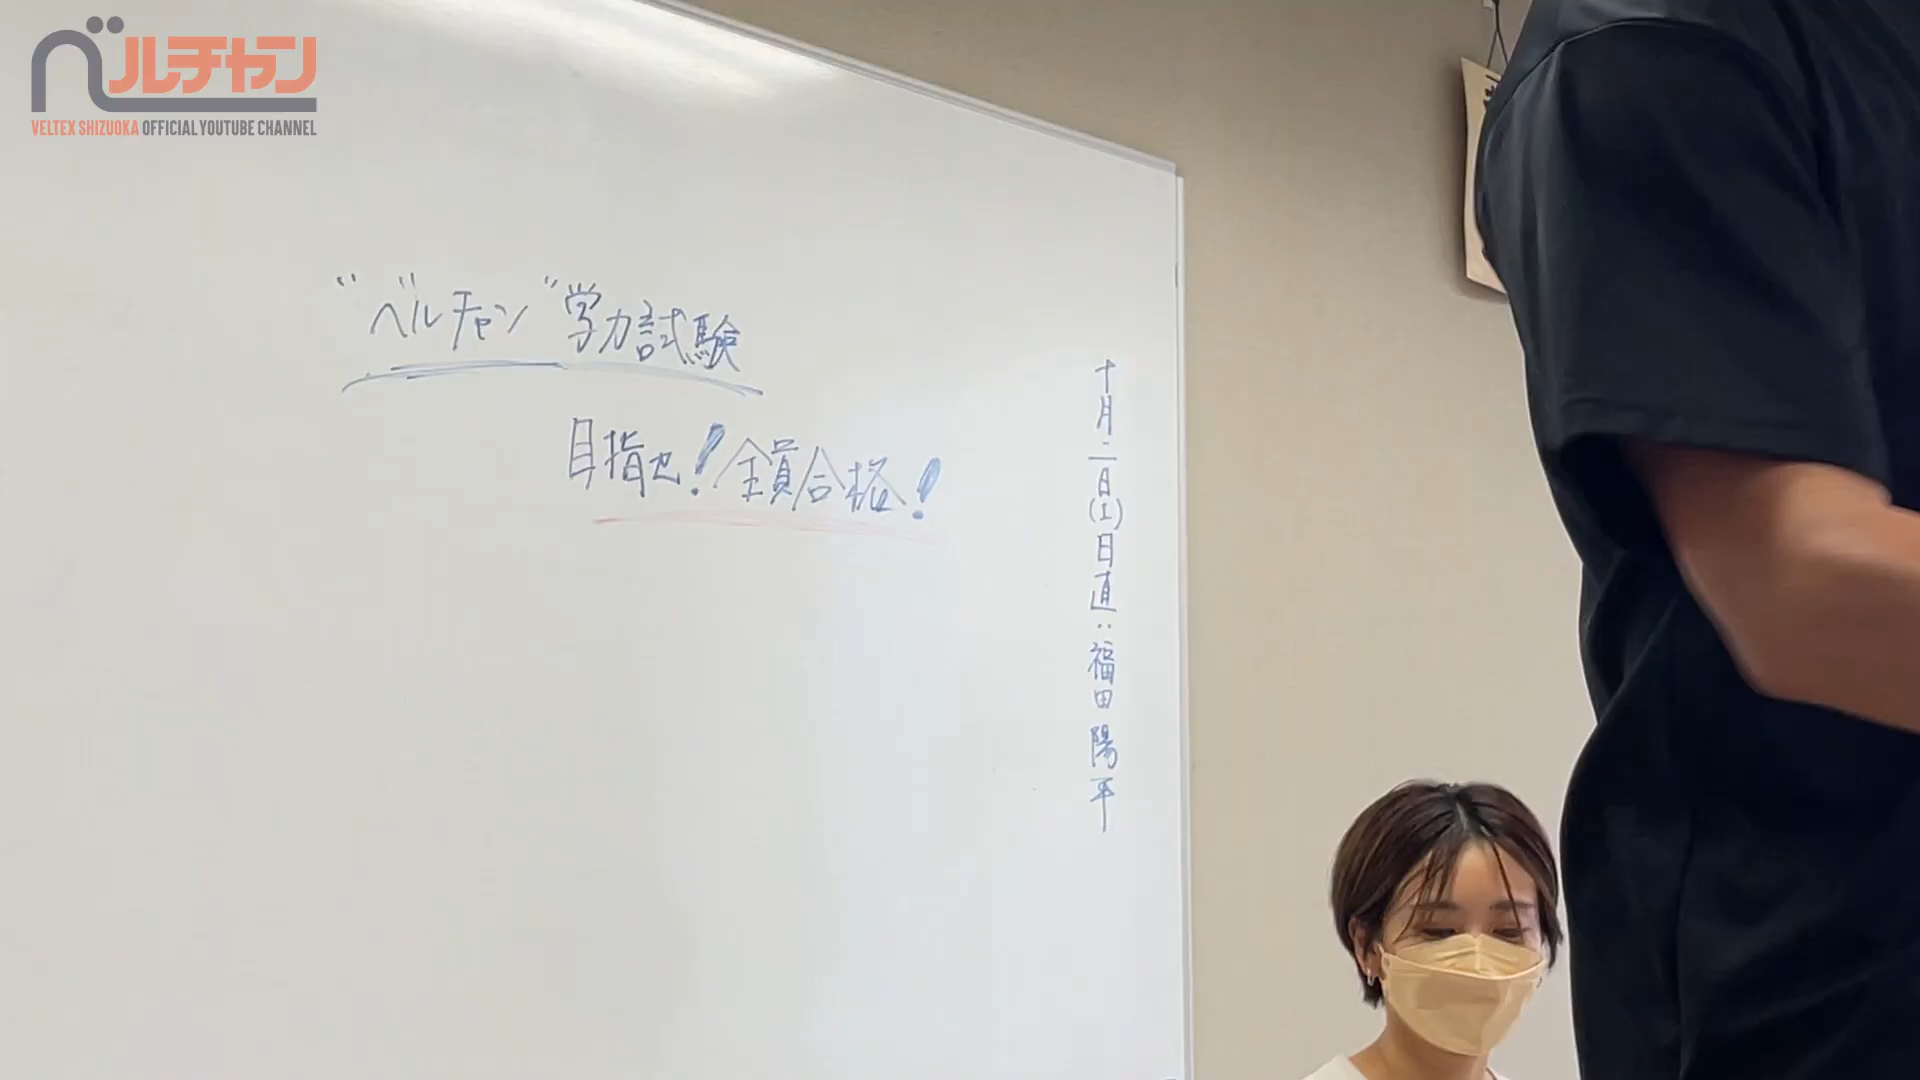 ベルチャン
VELTEX SHIZUOKA OFFICIAL YOUTUBE CHANNEL
"ベルチャン"学力試験
目指せ!全員合格!
十月二日(土)日直:福田陽平